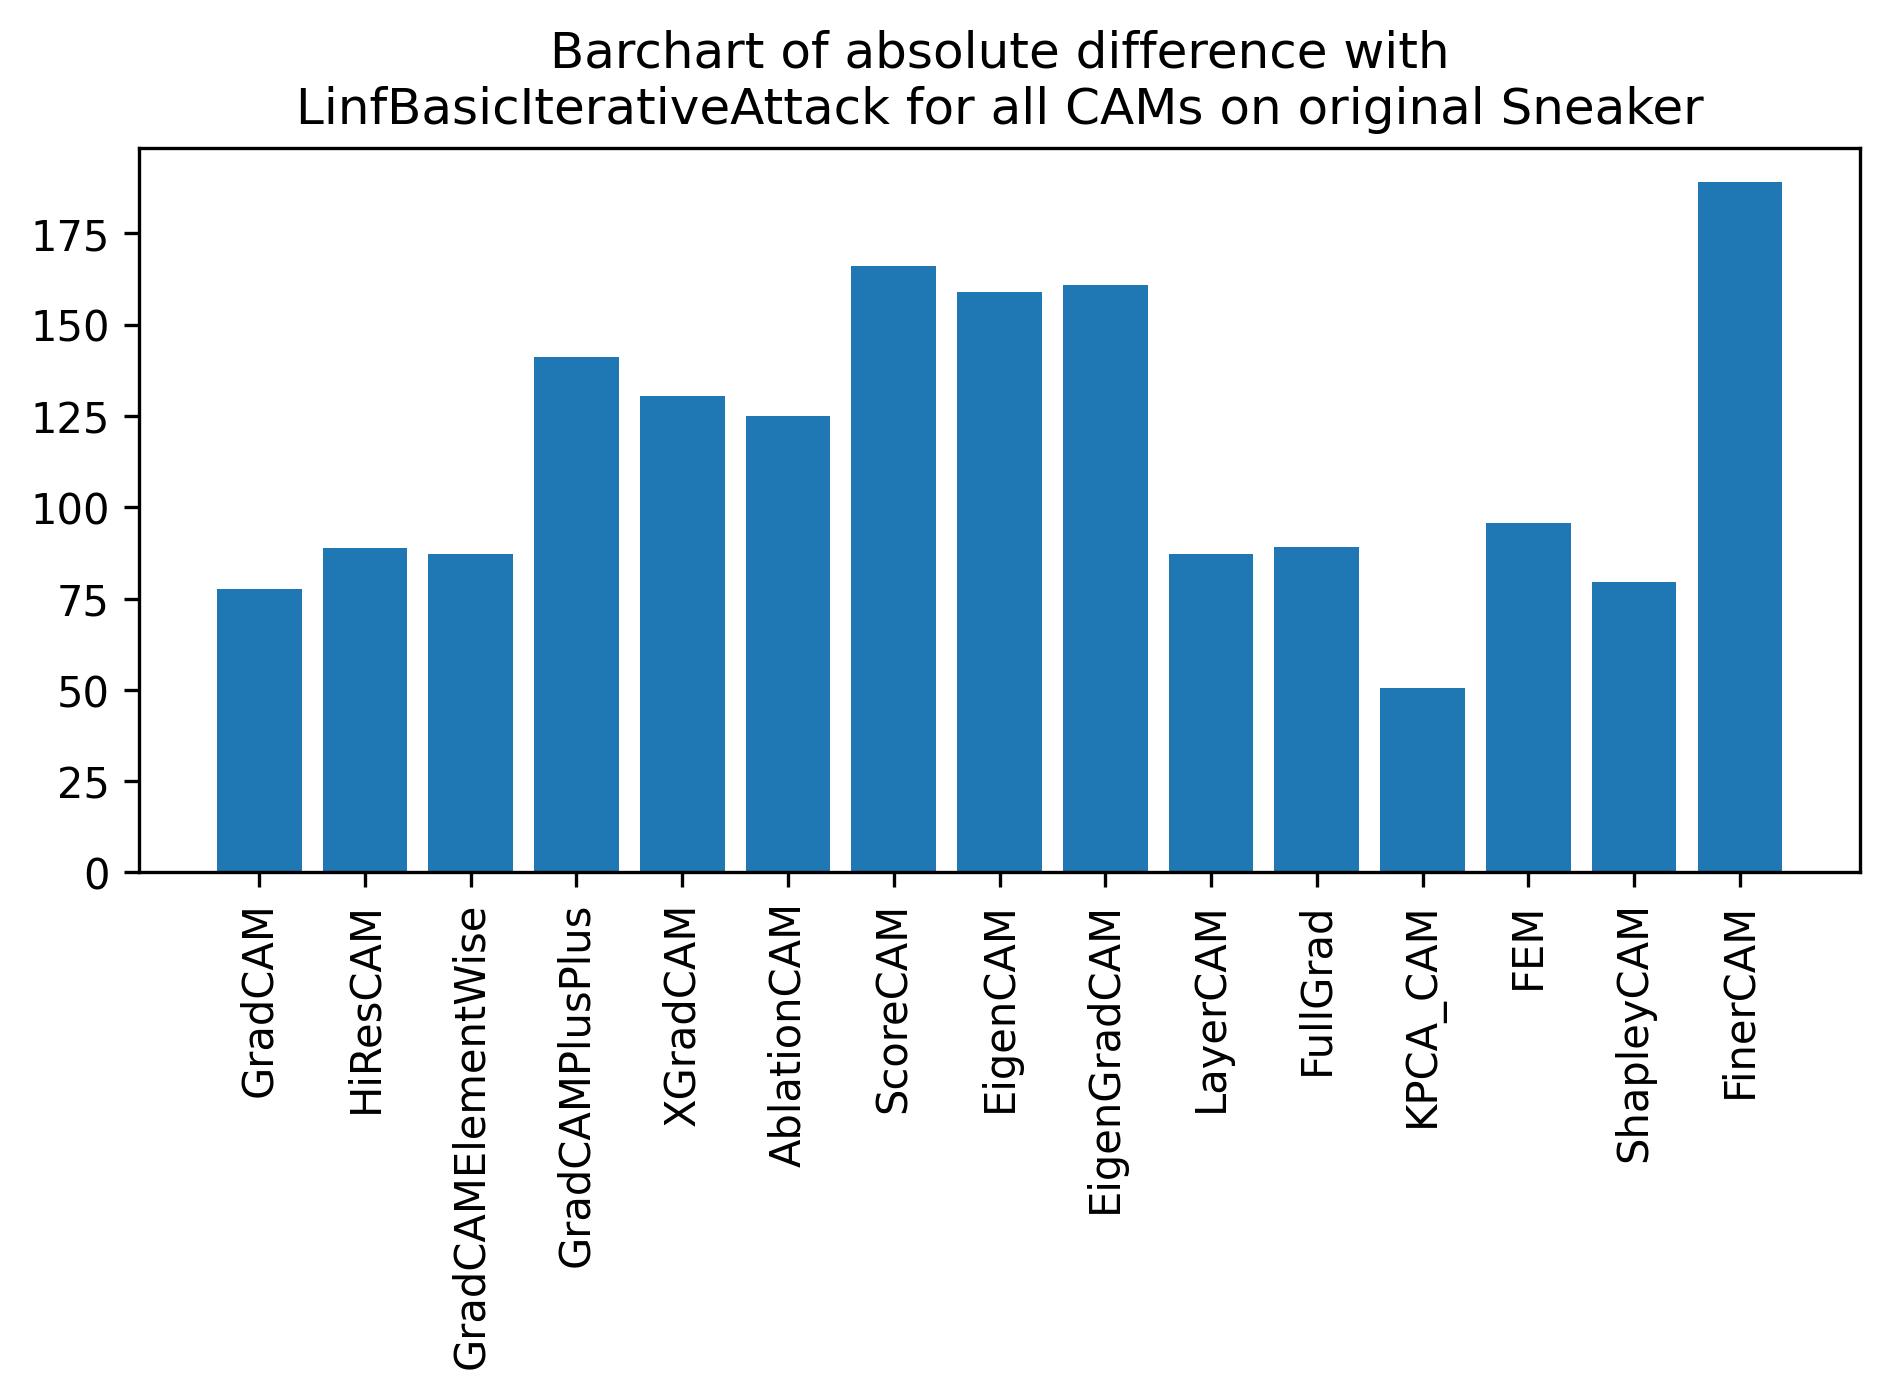 Barchart of absolute difference with
LinfBasicIterativeAttack for all CAMs on original Sneaker
175
150
125
100
75
50
25
0
GradCAM
HiResCAM
GradCAMElementWise
GradCAMPlusPlus
XGradCAM
AblationCAM
ScoreCAM
EigenCAM
EigenGradCAM
LayerCAM
FullGrad
KPCA_CAM
FEM
ShapleyCAM
FinerCAM